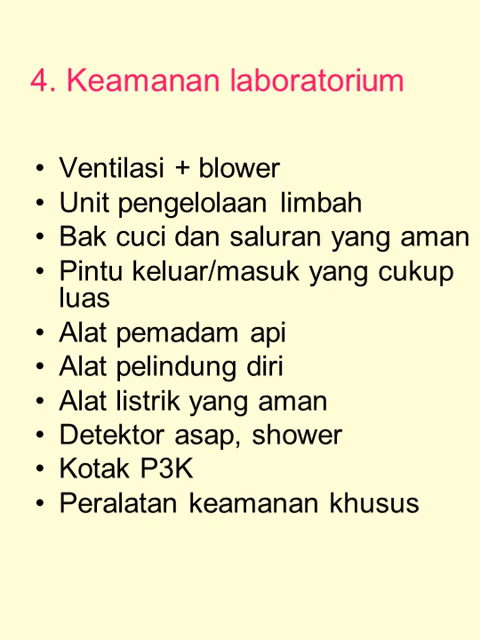 4. Keamanan laboratorium
• Ventilasi + blower
• Unit pengelolaan limbah
• Bak cuci dan saluran yang aman
• Pintu keluar/masuk yang cukup
luas
• Alat pemadam api
• Alat pelindung diri
• Alat listrik yang aman
• Detektor asap, shower
• Kotak P3K
• Peralatan keamanan khusus